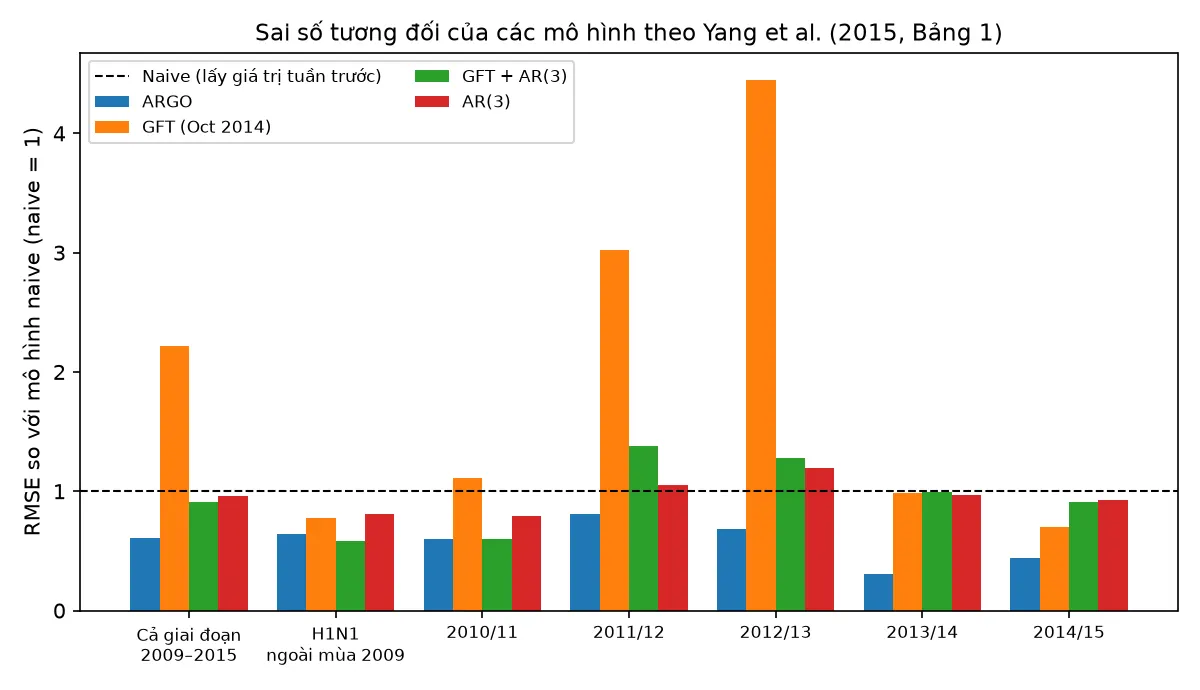 Sai số tương đối của các mô hình theo Yang et al. (2015, Bảng 1)
Naive (lấy giá trị tuần trước)
ARGO
GFT (Oct 2014)
GFT + AR(3)
AR(3)
RMSE so với mô hình naive (naive = 1)
4
3
2
1
0
Cả giai đoạn
2009–2015
H1N1
ngoài mùa 2009
2010/11
2011/12
2012/13
2013/14
2014/15